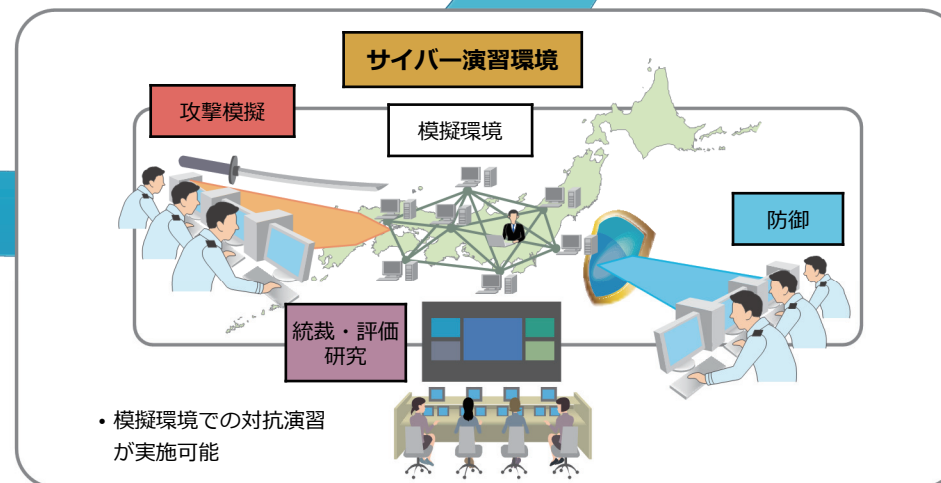 サイバー演習環境
攻撃模擬
模擬環境
防御
統裁・評価
研究
• 模擬環境での対抗演習
が実施可能